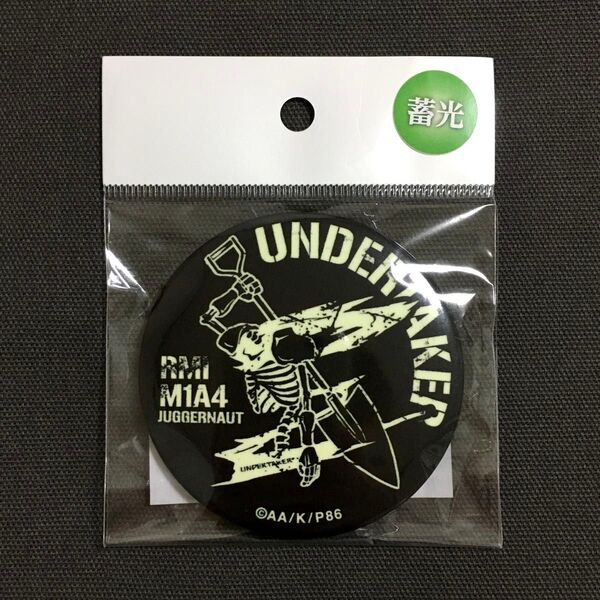 蓄光
UNDERTAKER
RMI
M1A4
JUGGERNAUT
UNDERTAKER
©AA/K/P86